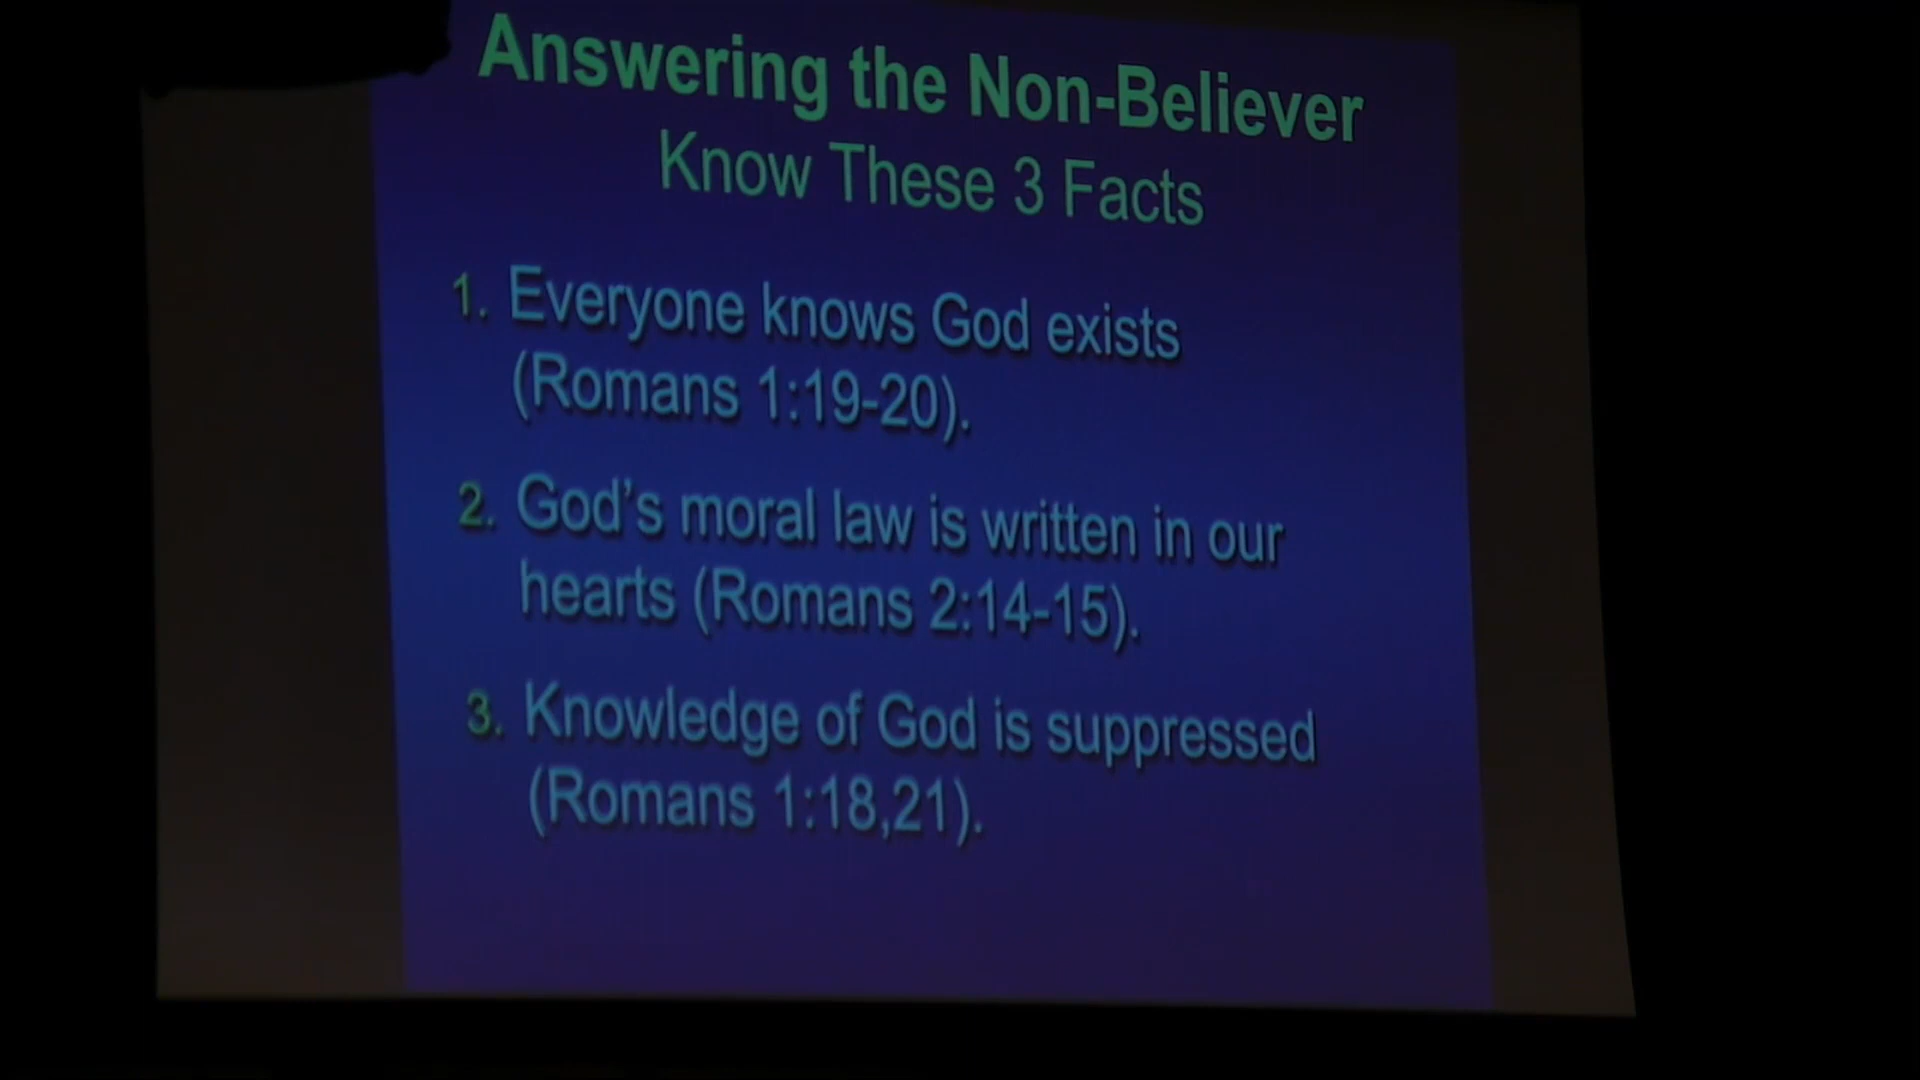 Answering the Non-Believer
Know These 3 Facts
1. Everyone knows God exists
(Romans 1:19-20).
2. God's moral law is written in our
hearts (Romans 2:14-15).
3. Knowledge of God is suppressed
(Romans 1:18,21).